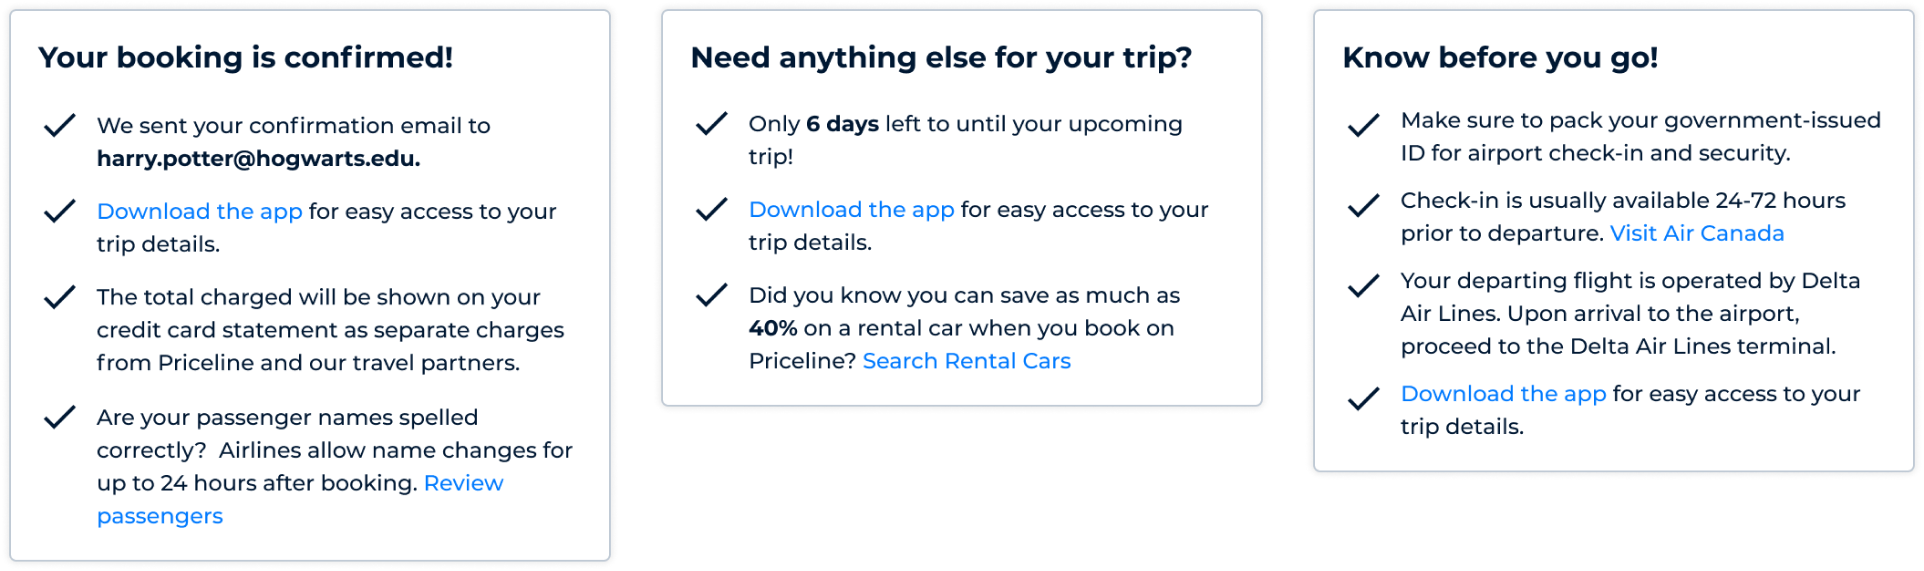 Your booking is confirmed!
We sent your confirmation email to
harry.potter@hogwarts.edu.
Download the app for easy access to your
trip details.
The total charged will be shown on your
credit card statement as separate charges
from Priceline and our travel partners.
Are your passenger names spelled
correctly?  Airlines allow name changes for
up to 24 hours after booking. Review
passengers
Need anything else for your trip?
Only 6 days left to until your upcoming
trip!
Download the app for easy access to your
trip details.
Did you know you can save as much as
40% on a rental car when you book on
Priceline? Search Rental Cars
Know before you go!
Make sure to pack your government-issued
ID for airport check-in and security.
Check-in is usually available 24-72 hours
prior to departure. Visit Air Canada
Your departing flight is operated by Delta
Air Lines. Upon arrival to the airport,
proceed to the Delta Air Lines terminal.
Download the app for easy access to your
trip details.